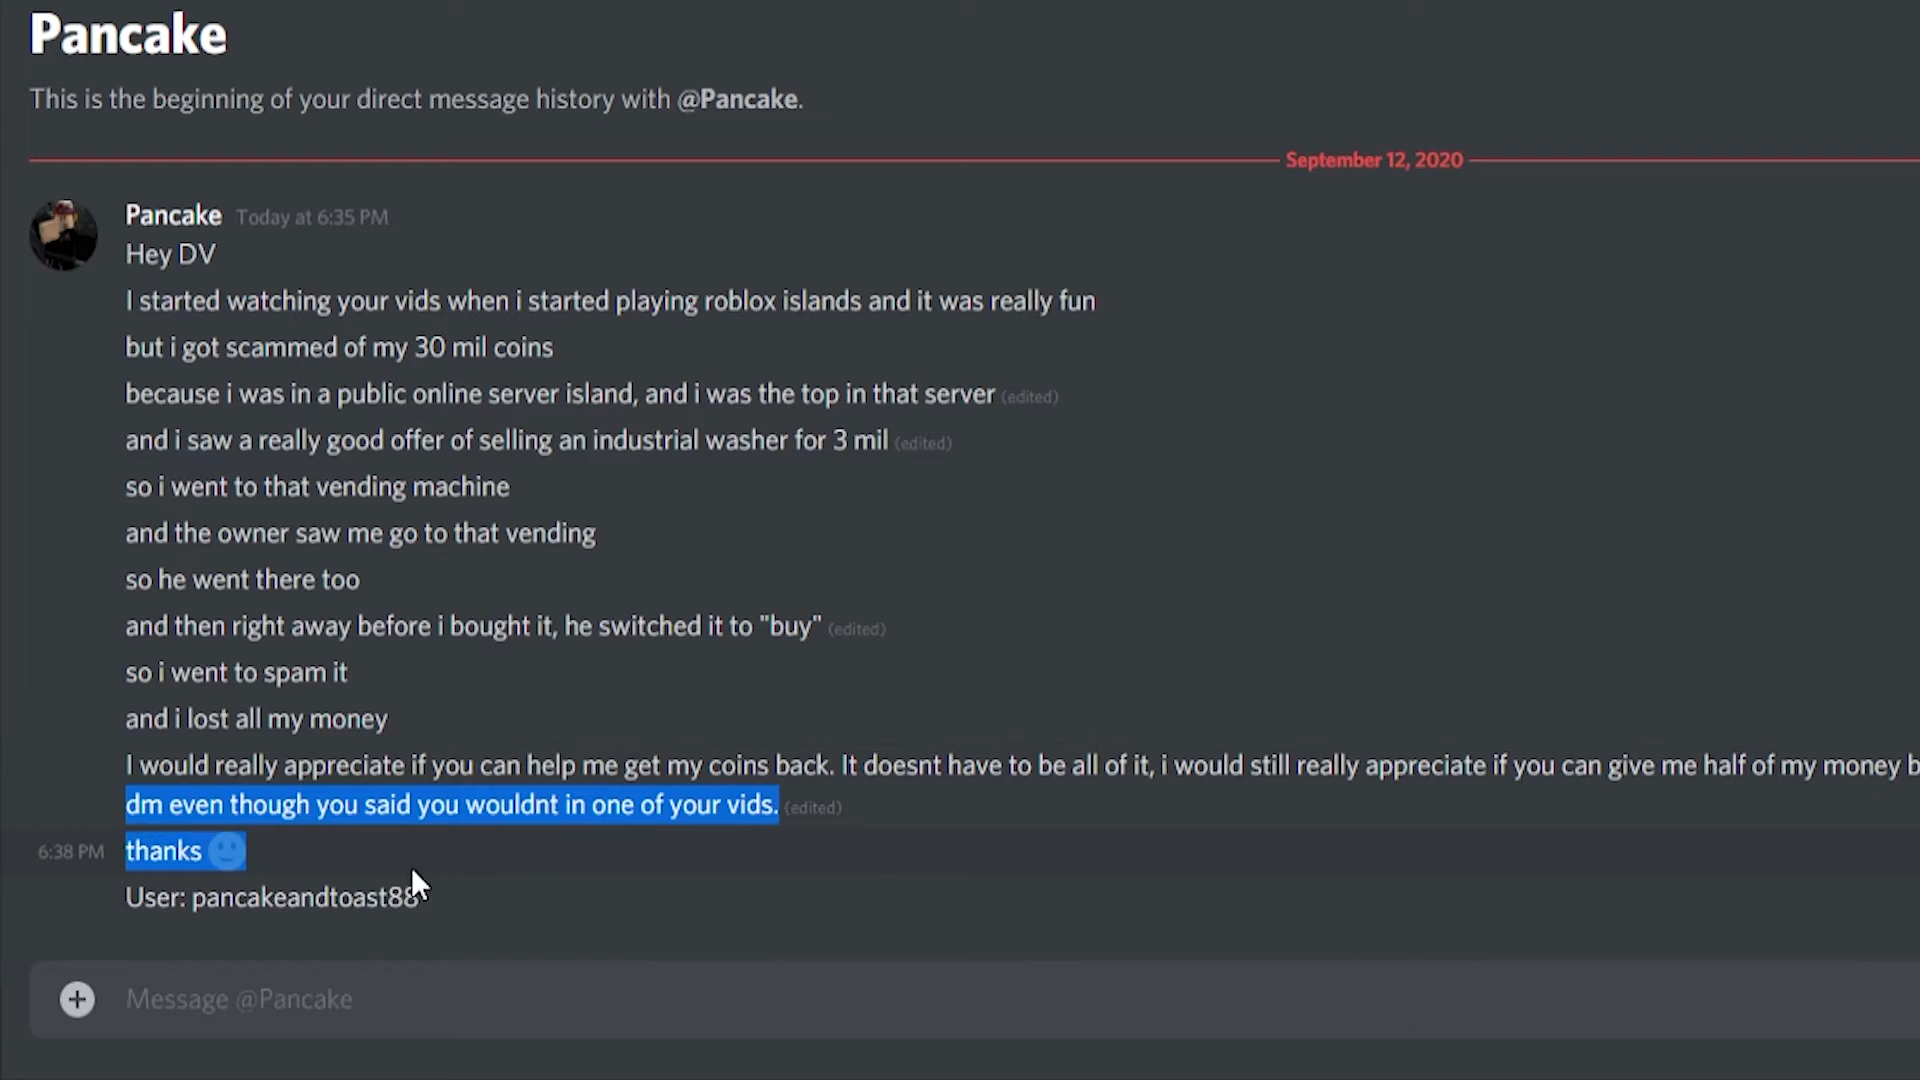 Pancake
This is the beginning of your direct message history with @Pancake.
September 12, 2020
Pancake Today at 6:35 PM
Hey DV
I started watching your vids when i started playing roblox islands and it was really fun
but i got scammed of my 30 mil coins
because i was in a public online server island, and i was the top in that server (edited)
and i saw a really good offer of selling an industrial washer for 3 mil (edited)
so i went to that vending machine
and the owner saw me go to that vending
so he went there too
and then right away before i bought it, he switched it to "buy" (edited)
so i went to spam it
and i lost all my money
I would really appreciate if you can help me get my coins back. It doesnt have to be all of it, i would still really appreciate if you can give me half of my money
dm even though you said you wouldnt in one of your vids. (edited)
6:38 PM thanks
User: pancakeandtoast88
Message @Pancake